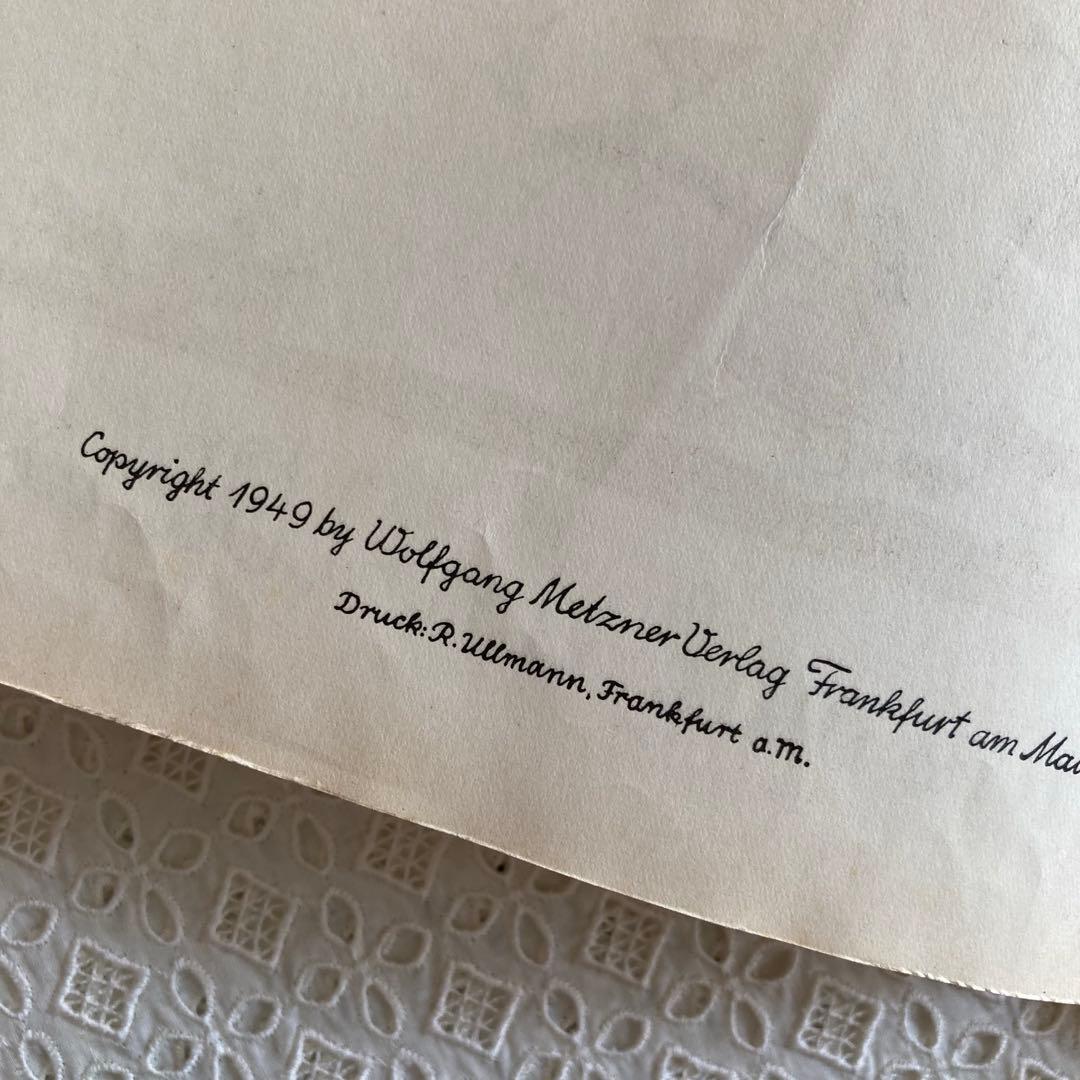 Copyright 1949 by Wolfgang Metzner Verlag Frankfurt am
Druck: R. Ullmann, Frankfurt a.M.